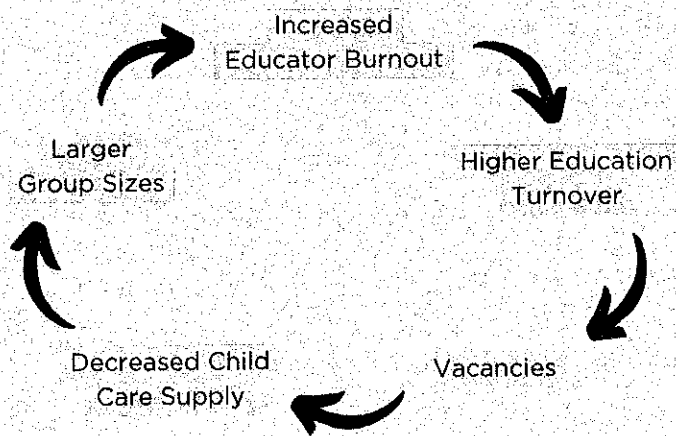 Increased
Educator Burnout
Higher Education
Turnover
Vacancies
Decreased Child
Care Supply
Larger
Group Sizes